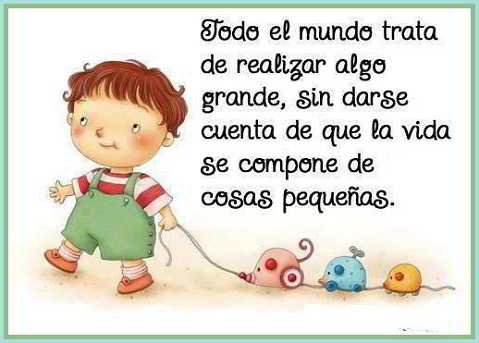 Todo el mundo trata
de realizar algo
grande, sin darse
cuenta de que la vida
se compone de
cosas pequeñas.